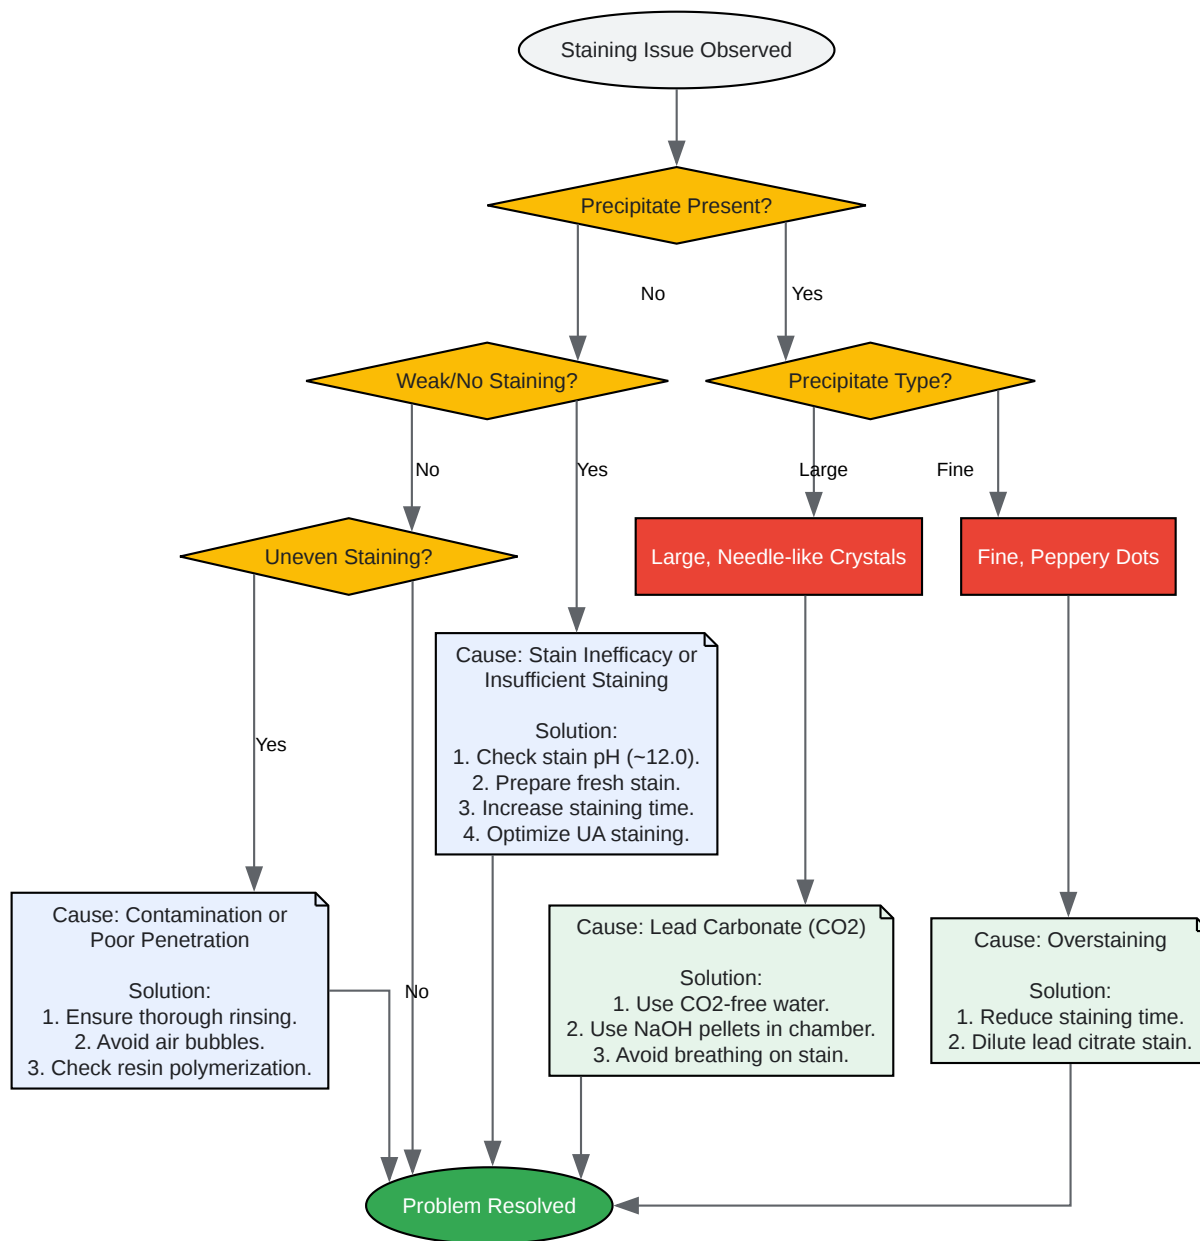 Staining Issue Observed
Precipitate Present?
No
Yes
Weak/No Staining?
Precipitate Type?
No
Yes
Large
Fine
Uneven Staining?
Large, Needle-like Crystals
Fine, Peppery Dots
Cause: Stain Inefficacy or
Insufficient Staining
Solution:
1. Check stain pH (~12.0).
2. Prepare fresh stain.
3. Increase staining time.
4. Optimize UA staining.
Yes
No
Cause: Contamination or
Poor Penetration
Solution:
1. Ensure thorough rinsing.
2. Avoid air bubbles.
3. Check resin polymerization.
Cause: Lead Carbonate (CO2)
Solution:
1. Use CO2-free water.
2. Use NaOH pellets in chamber.
3. Avoid breathing on stain.
Cause: Overstaining
Solution:
1. Reduce staining time.
2. Dilute lead citrate stain.
Problem Resolved